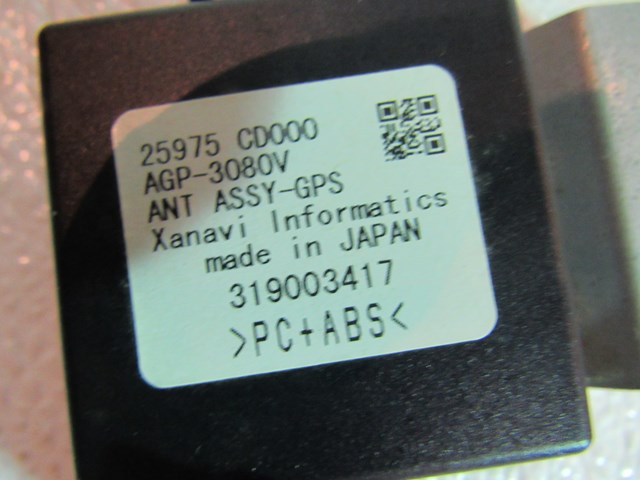 25975 CD000
AGP-3080V
ANT ASSY-GPS
Xanavi Informatics
made in JAPAN
319003417
>PC+ABS<